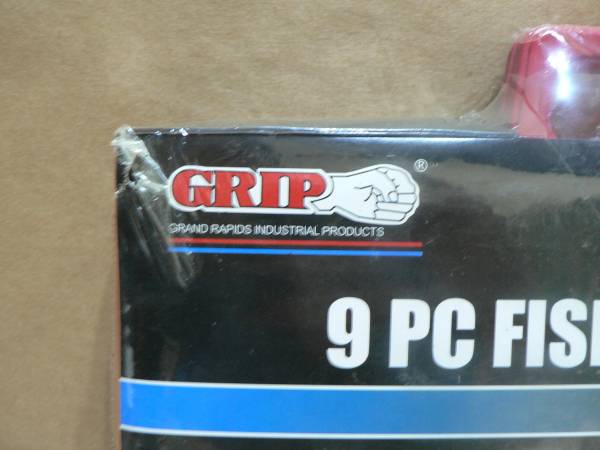 GRIP®
GRAND RAPIDS INDUSTRIAL PRODUCTS
9 PC FIS